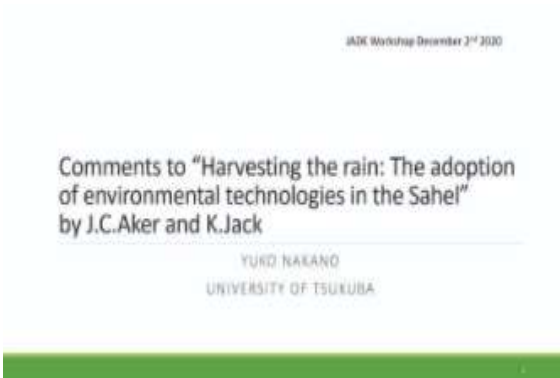 Workshop December 2nd 2020
Comments to "Harvesting the rain: The adoption
of environmental technologies in the Sahel"
by J.C.Aker and K.Jack
YUKO NAKANO
UNIVERSITY OF TSUKUBA